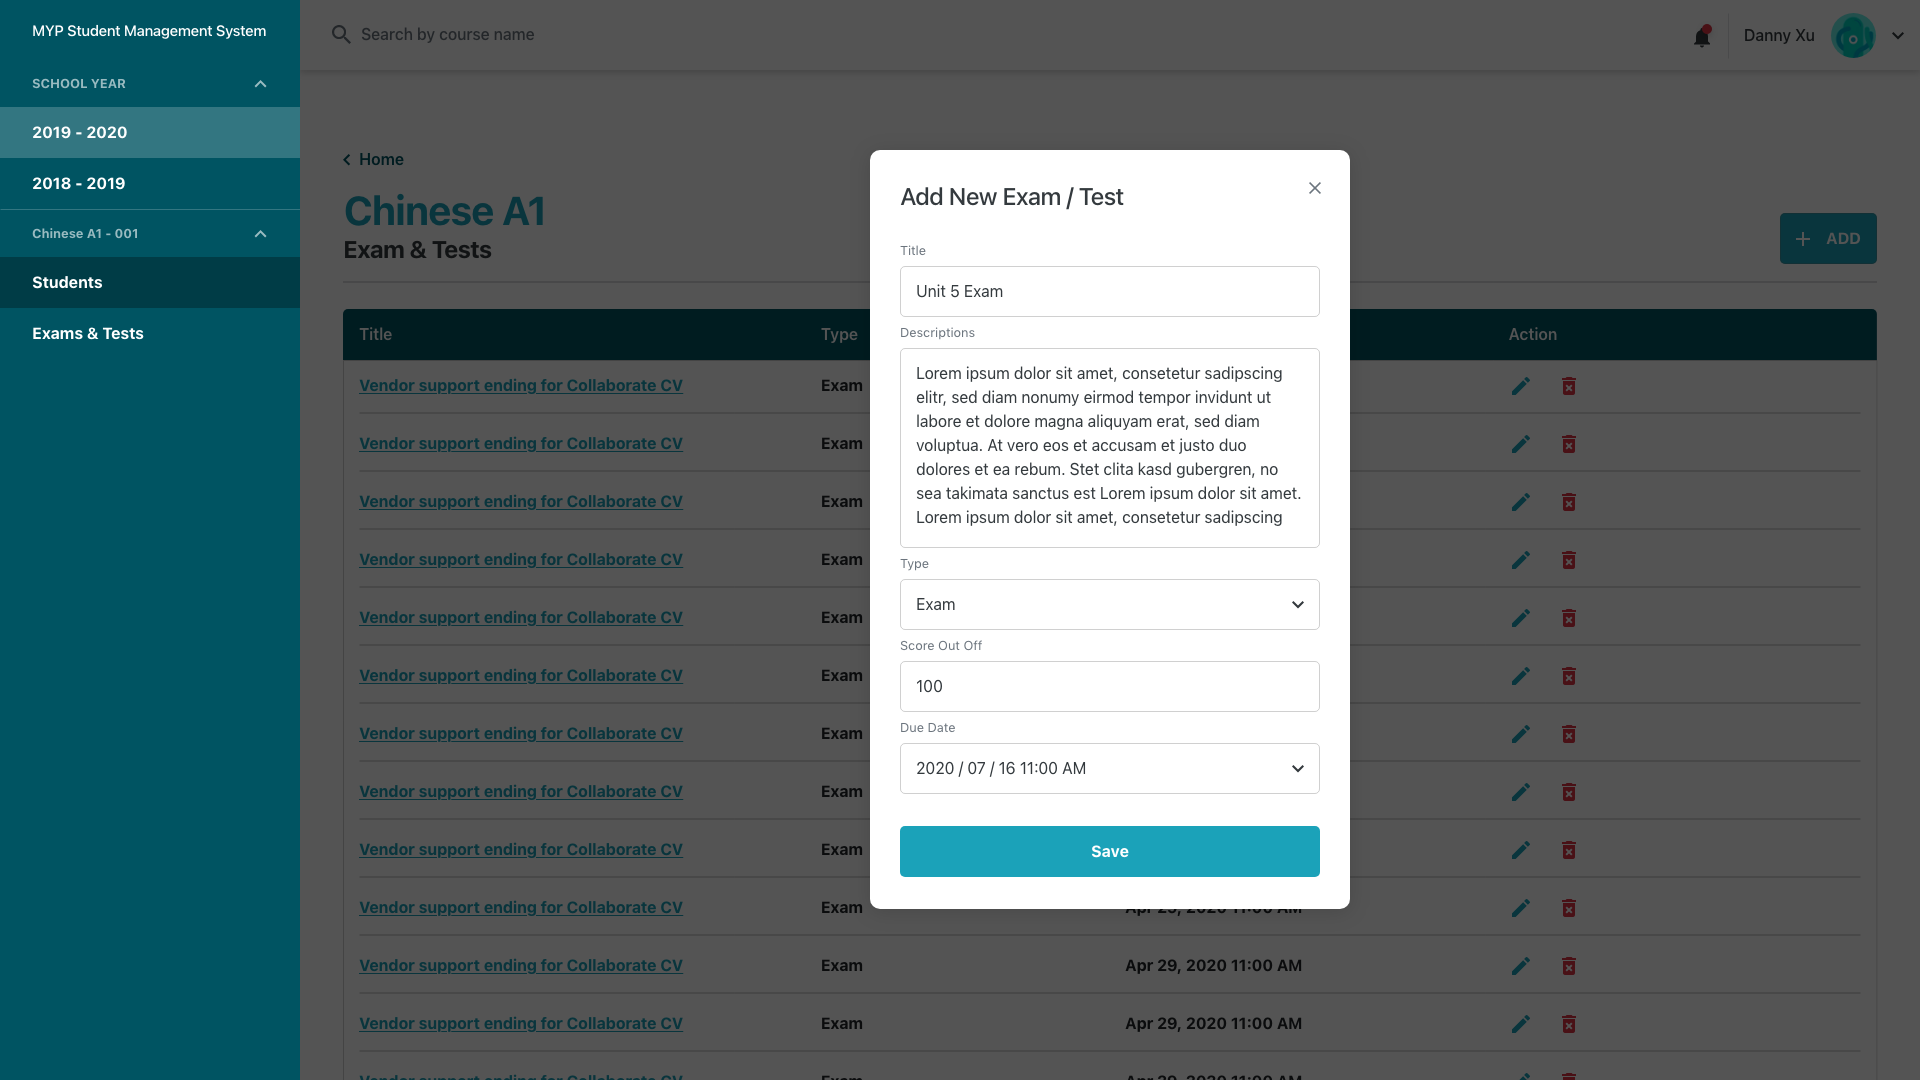 MYP Student Management System
Search by course name
Danny Xu
SCHOOL YEAR
2019 - 2020
2018 - 2019
Chinese A1 - 001
Students
Exams & Tests
Home
Chinese A1
Exam & Tests
ADD
Title Type Action
Vendor support ending for Collaborate CV Exam
Vendor support ending for Collaborate CV Exam
Vendor support ending for Collaborate CV Exam
Vendor support ending for Collaborate CV Exam
Vendor support ending for Collaborate CV Exam
Vendor support ending for Collaborate CV Exam
Vendor support ending for Collaborate CV Exam
Vendor support ending for Collaborate CV Exam
Vendor support ending for Collaborate CV Exam
Vendor support ending for Collaborate CV Exam Apr 29, 2020 11:00 AM
Vendor support ending for Collaborate CV Exam Apr 29, 2020 11:00 AM
Vendor support ending for Collaborate CV Exam Apr 29, 2020 11:00 AM
Add New Exam / Test
Title
Unit 5 Exam
Descriptions
Lorem ipsum dolor sit amet, consetetur sadipscing
elitr, sed diam nonumy eirmod tempor invidunt ut
labore et dolore magna aliquyam erat, sed diam
voluptua. At vero eos et accusam et justo duo
dolores et ea rebum. Stet clita kasd gubergren, no
sea takimata sanctus est Lorem ipsum dolor sit amet.
Lorem ipsum dolor sit amet, consetetur sadipscing
Type
Exam
Score Out Off
100
Due Date
2020 / 07 / 16 11:00 AM
Save